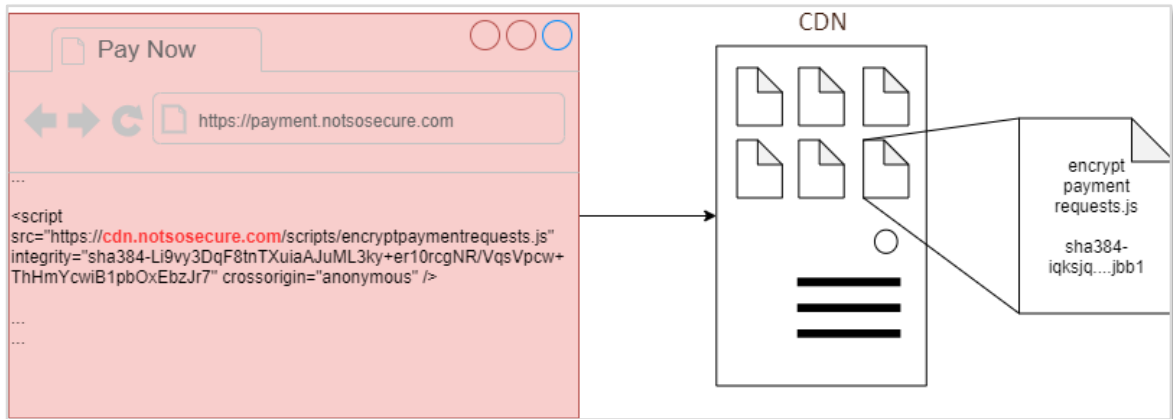 Pay Now
https://payment.notsosecure.com
...
<script
src="https://cdn.notsosecure.com/scripts/encryptpaymentrequests.js"
integrity="sha384-Li9vy3DqF8tnTXuiaAJuML3ky+er10rcgNR/VqsVpcw+
ThHmYcwiB1pbOxEbzJr7" crossorigin="anonymous" />
...
...
CDN
encrypt
payment
requests.js
sha384-
iqksjq....jbb1